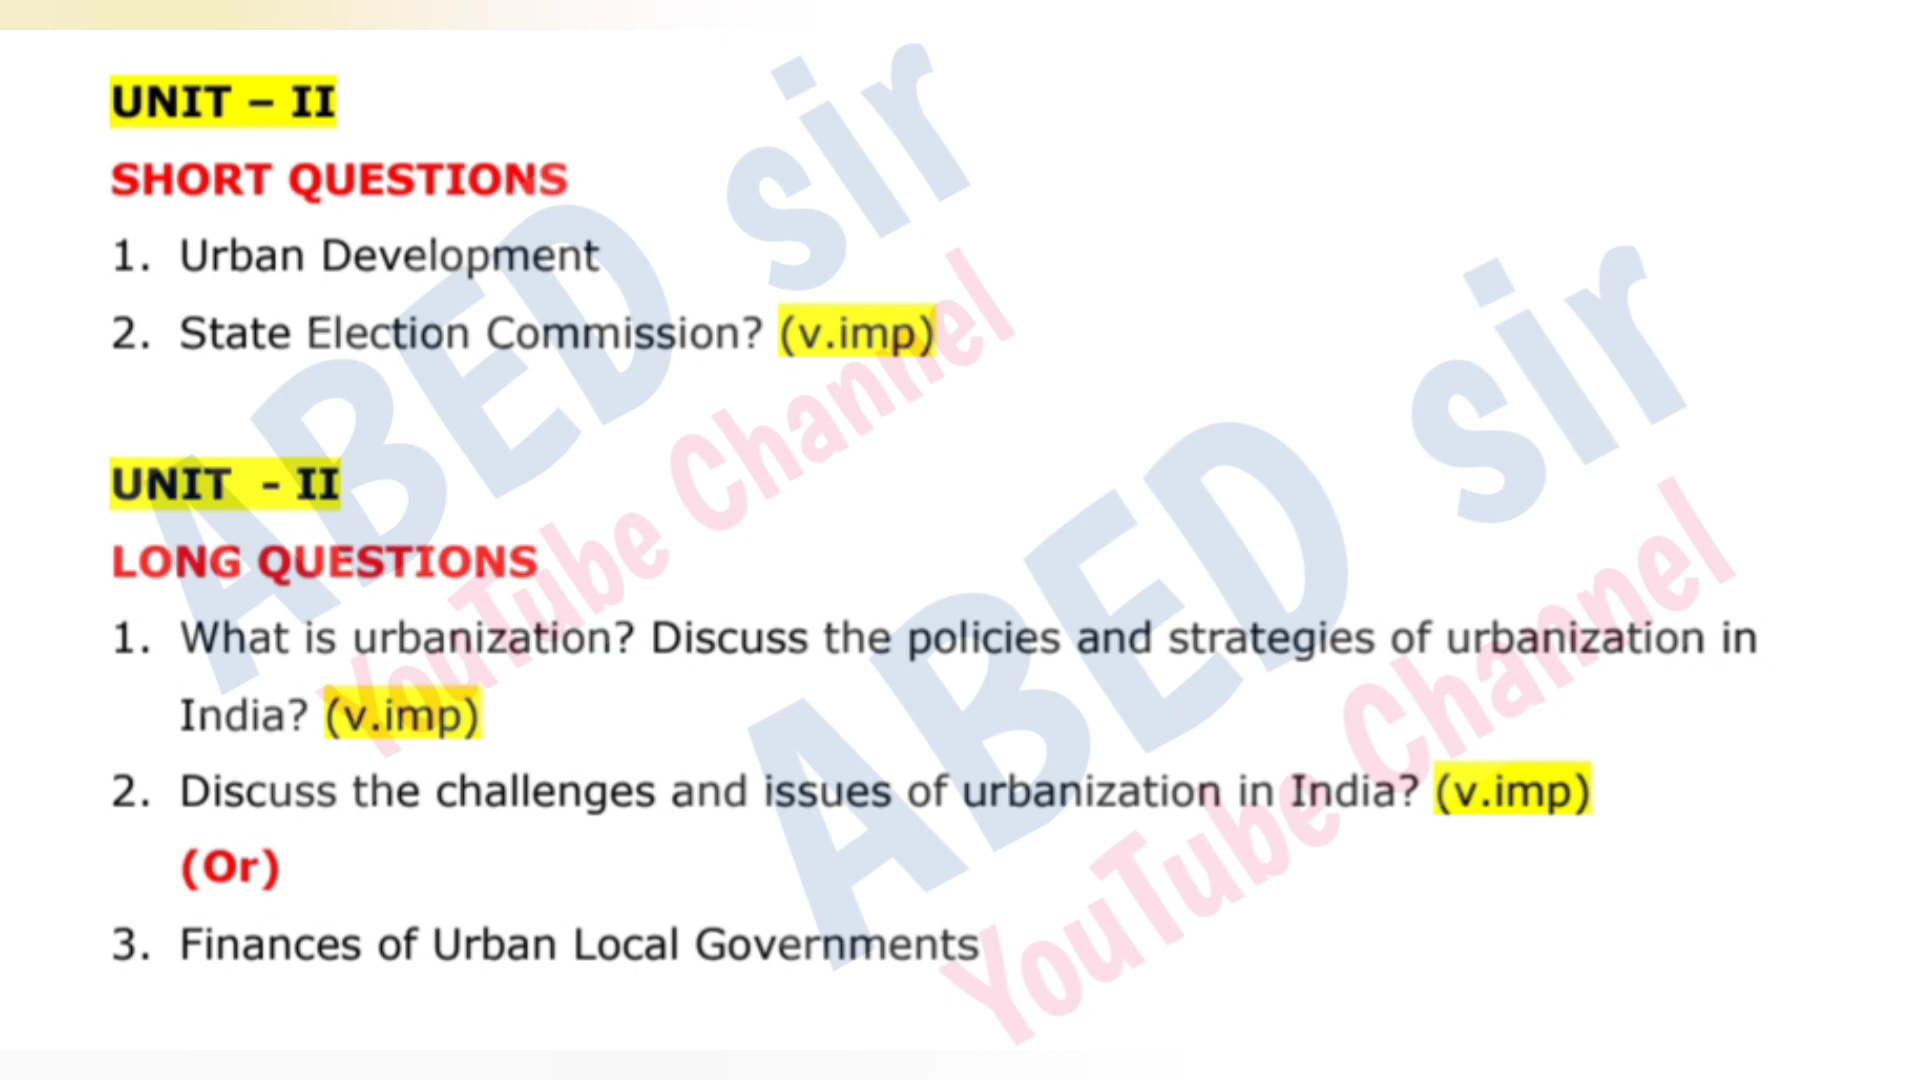 UNIT – II
SHORT QUESTIONS
1. Urban Development
2. State Election Commission? (v.imp)
UNIT - II
LONG QUESTIONS
1. What is urbanization? Discuss the policies and strategies of urbanization in
India? (v.imp)
2. Discuss the challenges and issues of urbanization in India? (v.imp)
(Or)
3. Finances of Urban Local Governments
ABED sir
YouTube Channel
ABED sir
YouTube Channel